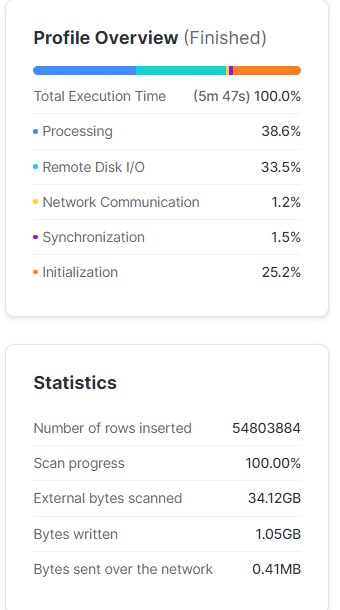 Profile Overview (Finished)
Total Execution Time (5m 47s) 100.0%
Processing 38.6%
Remote Disk I/O 33.5%
Network Communication 1.2%
Synchronization 1.5%
Initialization 25.2%
Statistics
Number of rows inserted 54803884
Scan progress 100.00%
External bytes scanned 34.12GB
Bytes written 1.05GB
Bytes sent over the network 0.41MB